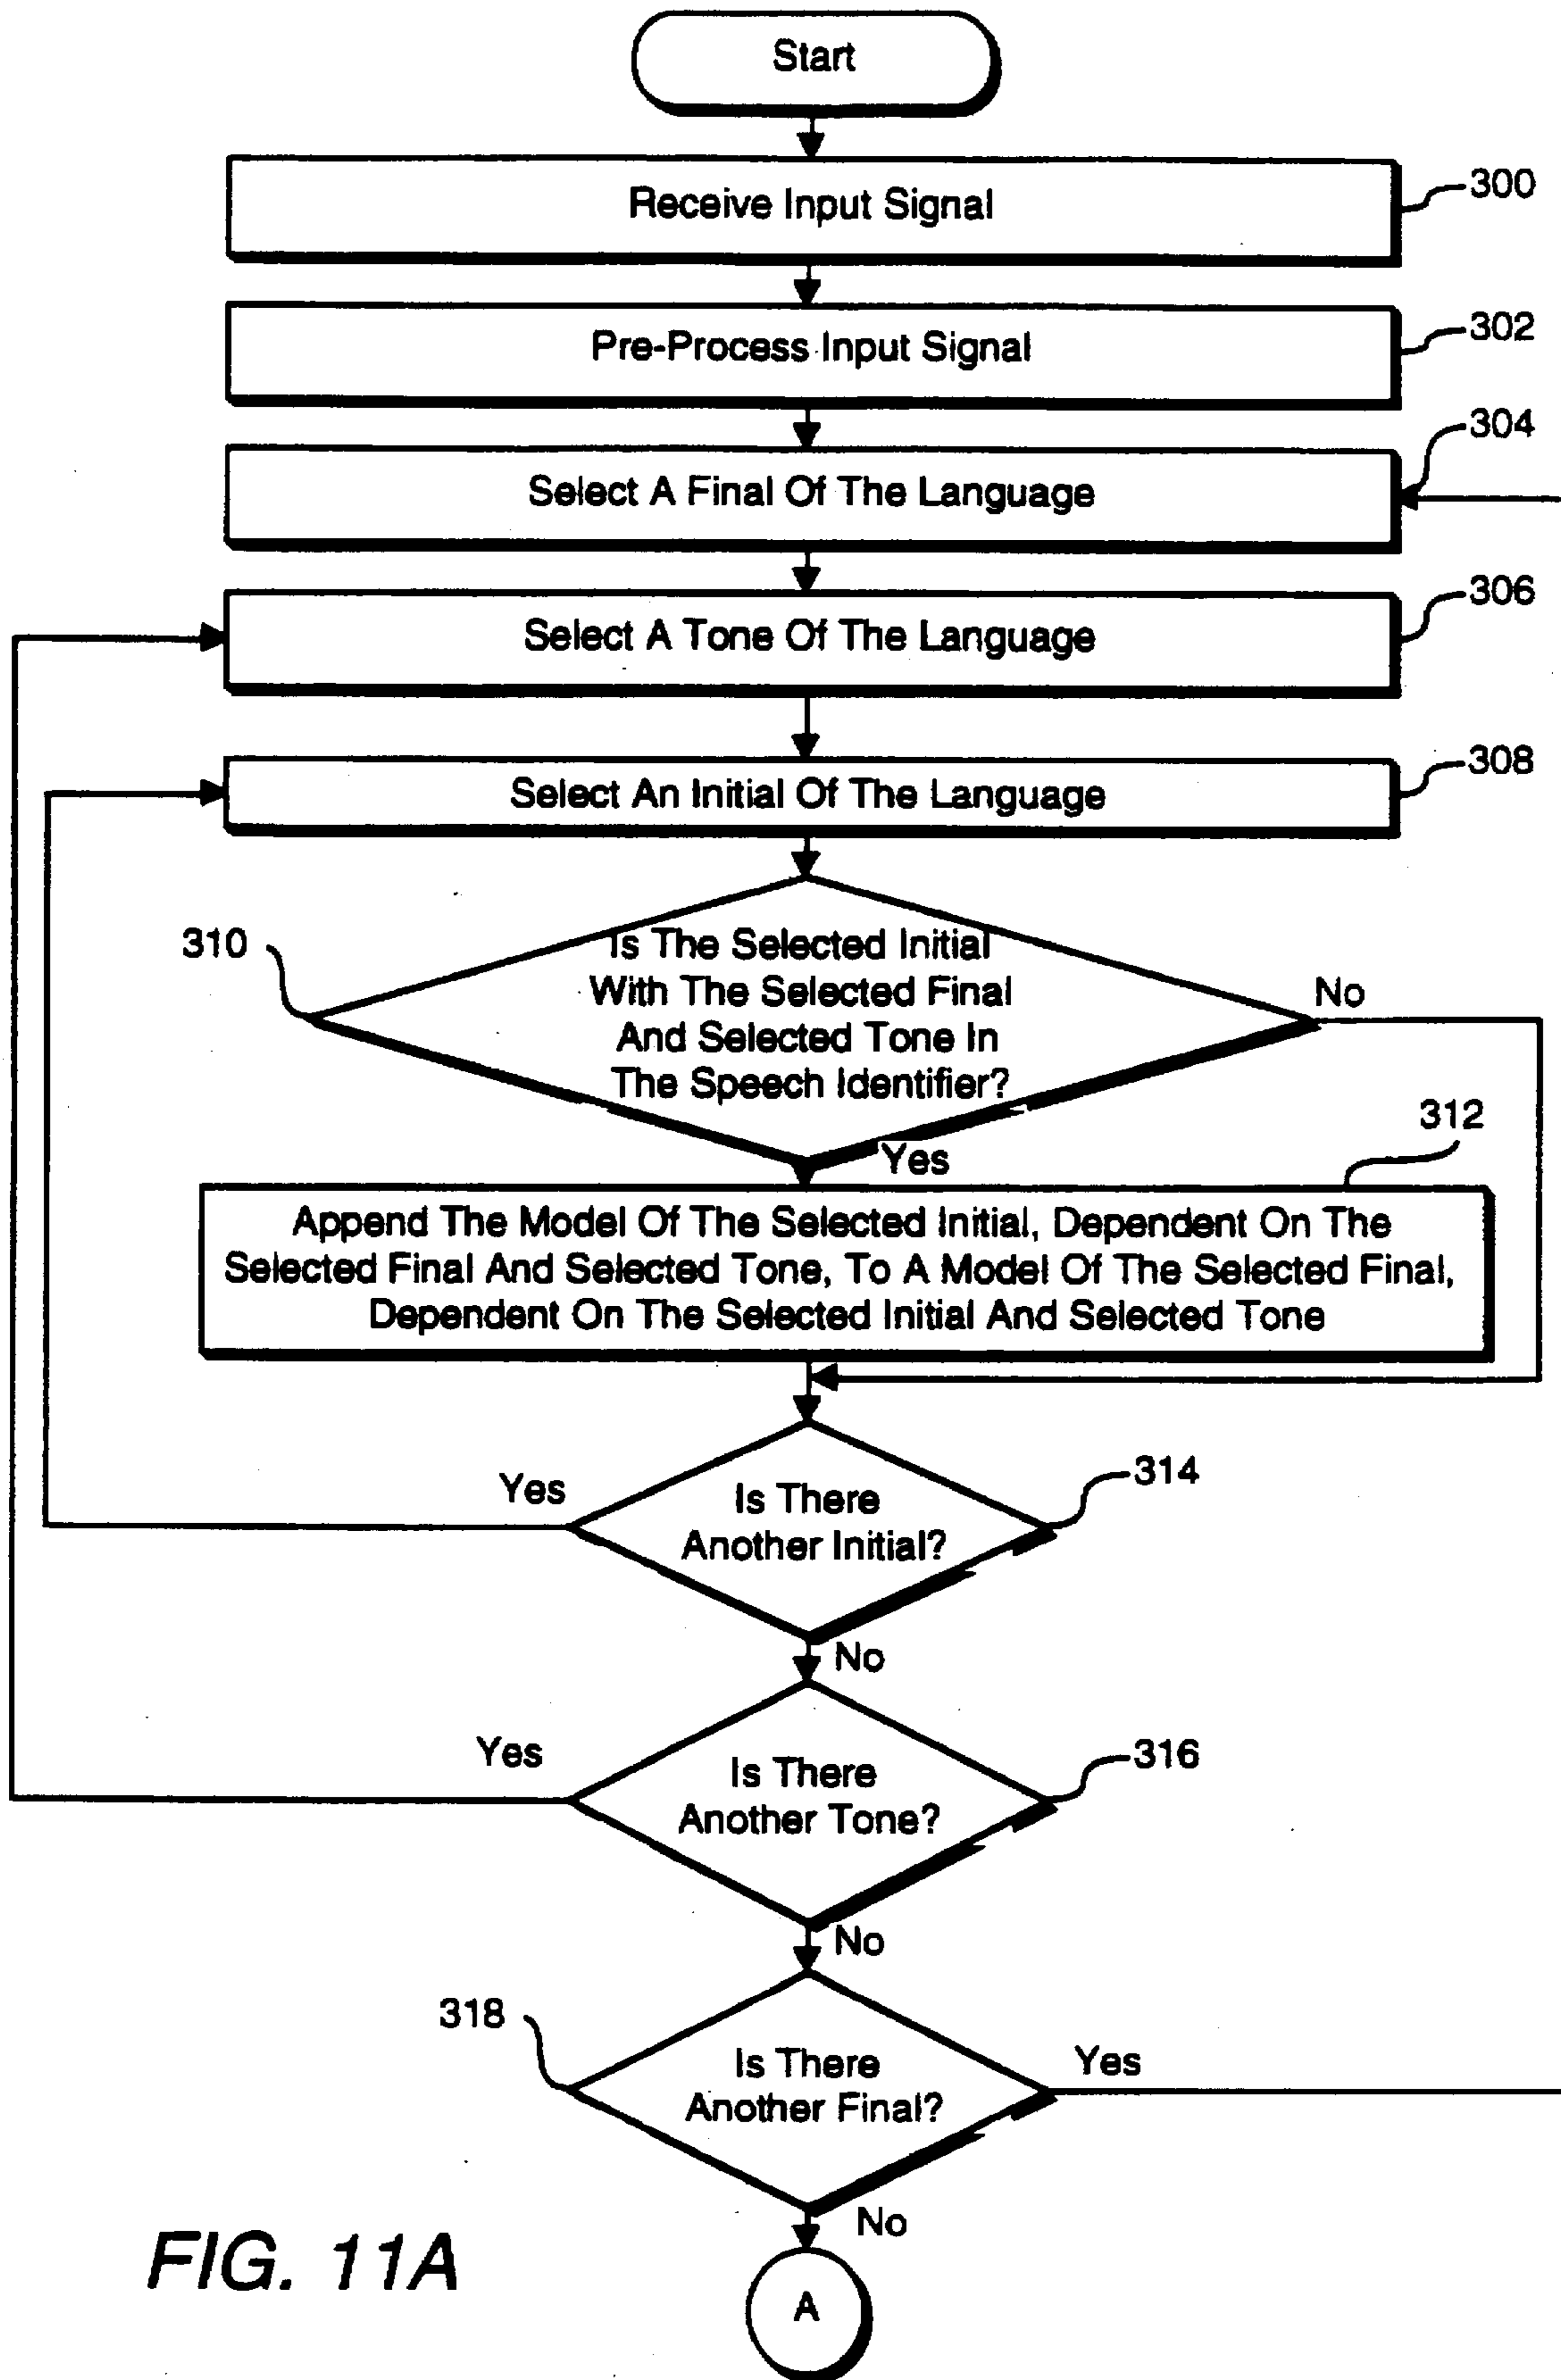 Start
Receive Input Signal
300
Pre-Process Input Signal
302
304
Select A Final Of The Language
306
Select A Tone Of The Language
308
Select An Initial Of The Language
310
Is The Selected Initial
With The Selected Final
And Selected Tone In
The Speech Identifier?
No
Yes
312
Append The Model Of The Selected Initial, Dependent On The
Selected Final And Selected Tone, To A Model Of The Selected Final,
Dependent On The Selected Initial And Selected Tone
Yes
Is There
Another Initial?
314
No
Yes
Is There
Another Tone?
316
No
318
Is There
Another Final?
Yes
No
A
FIG. 11A